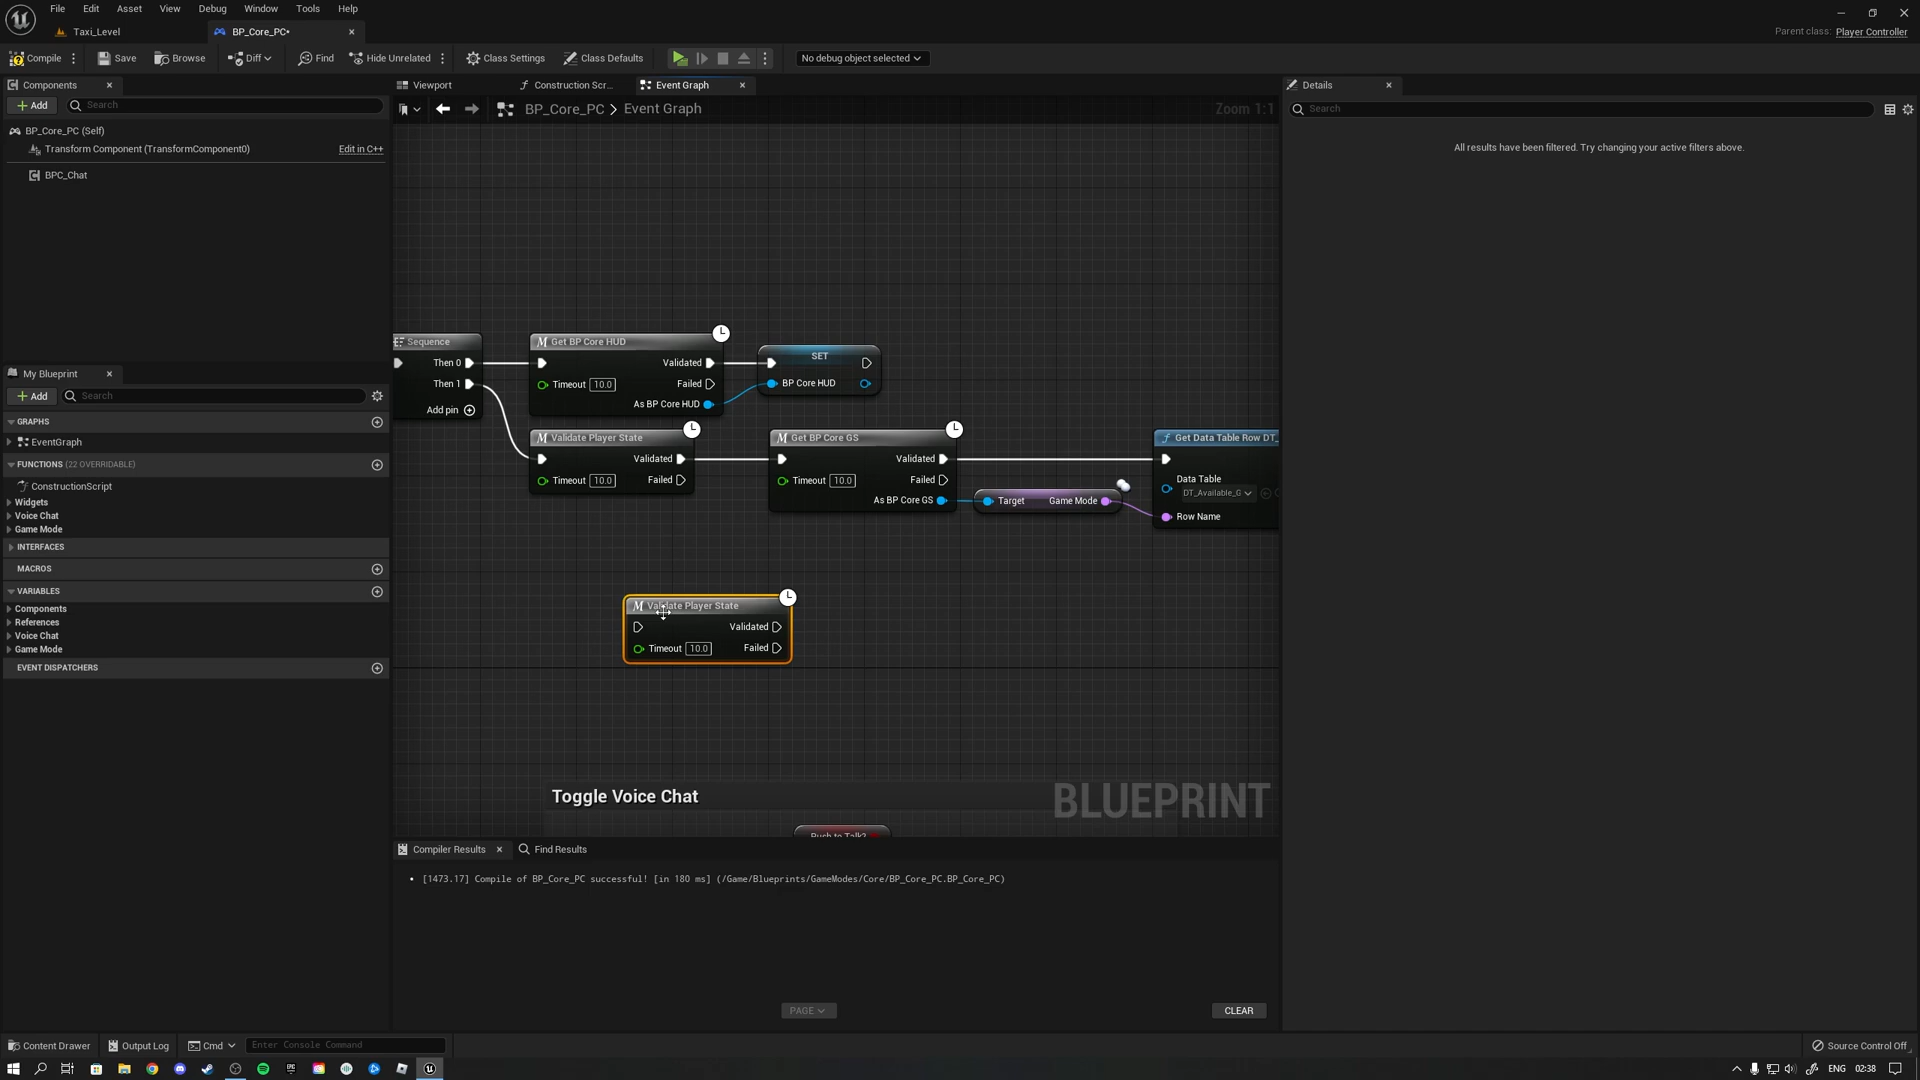 File Edit Asset View Debug Window Tools Help
Taxi_Level
BP_Core_PC•
Parent class: Player Controller
Compile
Save
Browse
Diff
Find
Hide Unrelated
Class Settings
Class Defaults
No debug object selected
Components
Add
Search
BP_Core_PC (Self)
Transform Component (TransformComponent0)
Edit in C++
BPC_Chat
My Blueprint
Add
Search
GRAPHS
EventGraph
FUNCTIONS (22 OVERRIDABLE)
ConstructionScript
Widgets
Voice Chat
Game Mode
INTERFACES
MACROS
VARIABLES
Components
References
Voice Chat
Game Mode
EVENT DISPATCHERS
Viewport
Construction Scr...
Event Graph
BP_Core_PC > Event Graph
Zoom 1:1
Sequence
Then 0
Then 1
Add pin
Get BP Core HUD
Validated
Timeout 10.0
Failed
As BP Core HUD
SET
BP Core HUD
Validate Player State
Validated
Timeout 10.0
Failed
Get BP Core GS
Validated
Timeout 10.0
Failed
As BP Core GS
Target
Game Mode
Get Data Table Row DT_
Data Table
DT_Available_G
Row Name
Validate Player State
Validated
Timeout 10.0
Failed
Toggle Voice Chat
BLUEPRINT
Push to Talk?
Compiler Results
Find Results
• [1473.17] Compile of BP_Core_PC successful! [in 180 ms] (/Game/Blueprints/GameModes/Core/BP_Core_PC.BP_Core_PC)
PAGE
CLEAR
Details
Search
All results have been filtered. Try changing your active filters above.
Content Drawer
Output Log
Cmd
Enter Console Command
Source Control Off
ENG
02:38